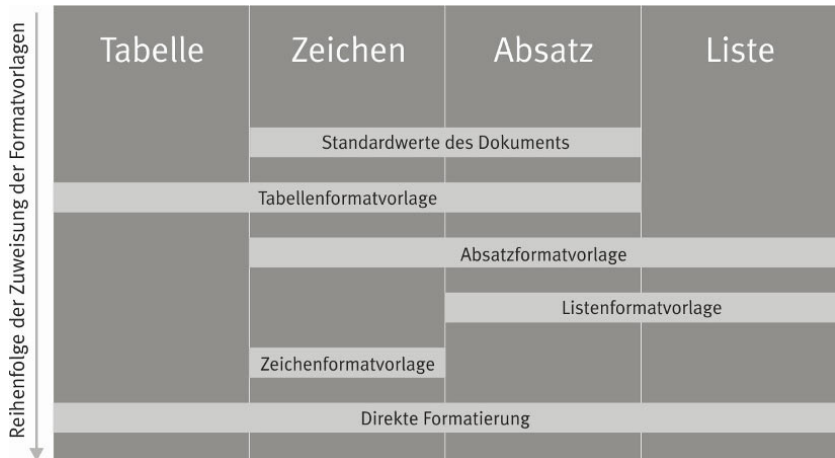 Reihenfolge der Zuweisung der Formatvorlagen
Tabelle
Zeichen
Absatz
Liste
Standardwerte des Dokuments
Tabellenformatvorlage
Absatzformatvorlage
Listenformatvorlage
Zeichenformatvorlage
Direkte Formatierung